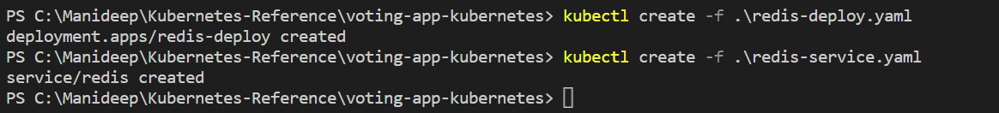 PS C:\Manideep\Kubernetes-Reference\voting-app-kubernetes> kubectl create -f .\redis-deploy.yaml
deployment.apps/redis-deploy created
PS C:\Manideep\Kubernetes-Reference\voting-app-kubernetes> kubectl create -f .\redis-service.yaml
service/redis created
PS C:\Manideep\Kubernetes-Reference\voting-app-kubernetes>